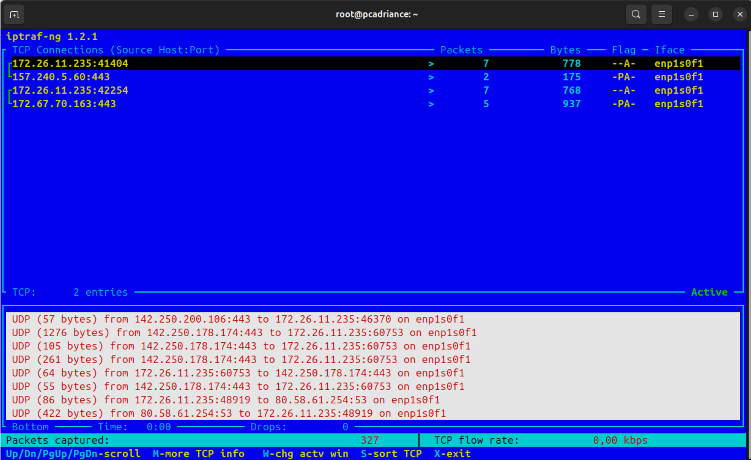 root@pcadriance: ~
iptraf-ng 1.2.1
TCP Connections (Source Host:Port) Packets Bytes Flag Iface
172.26.11.235:41404 > 7 778 --A- enp1s0f1
157.240.5.60:443 > 2 175 -PA- enp1s0f1
172.26.11.235:42254 > 7 768 --A- enp1s0f1
172.67.70.163:443 > 5 937 -PA- enp1s0f1
TCP: 2 entries Active
UDP (57 bytes) from 142.250.200.106:443 to 172.26.11.235:46370 on enp1s0f1
UDP (1276 bytes) from 142.250.178.174:443 to 172.26.11.235:60753 on enp1s0f1
UDP (105 bytes) from 142.250.178.174:443 to 172.26.11.235:60753 on enp1s0f1
UDP (261 bytes) from 142.250.178.174:443 to 172.26.11.235:60753 on enp1s0f1
UDP (64 bytes) from 172.26.11.235:60753 to 142.250.178.174:443 on enp1s0f1
UDP (55 bytes) from 142.250.178.174:443 to 172.26.11.235:60753 on enp1s0f1
UDP (86 bytes) from 172.26.11.235:48919 to 80.58.61.254:53 on enp1s0f1
UDP (422 bytes) from 80.58.61.254:53 to 172.26.11.235:48919 on enp1s0f1
Bottom Time: 0:00 Drops: 0
Packets captured: 327 TCP flow rate: 0,00 kbps
Up/Dn/PgUp/PgDn-scroll M-more TCP info W-chg actv win S-sort TCP X-exit